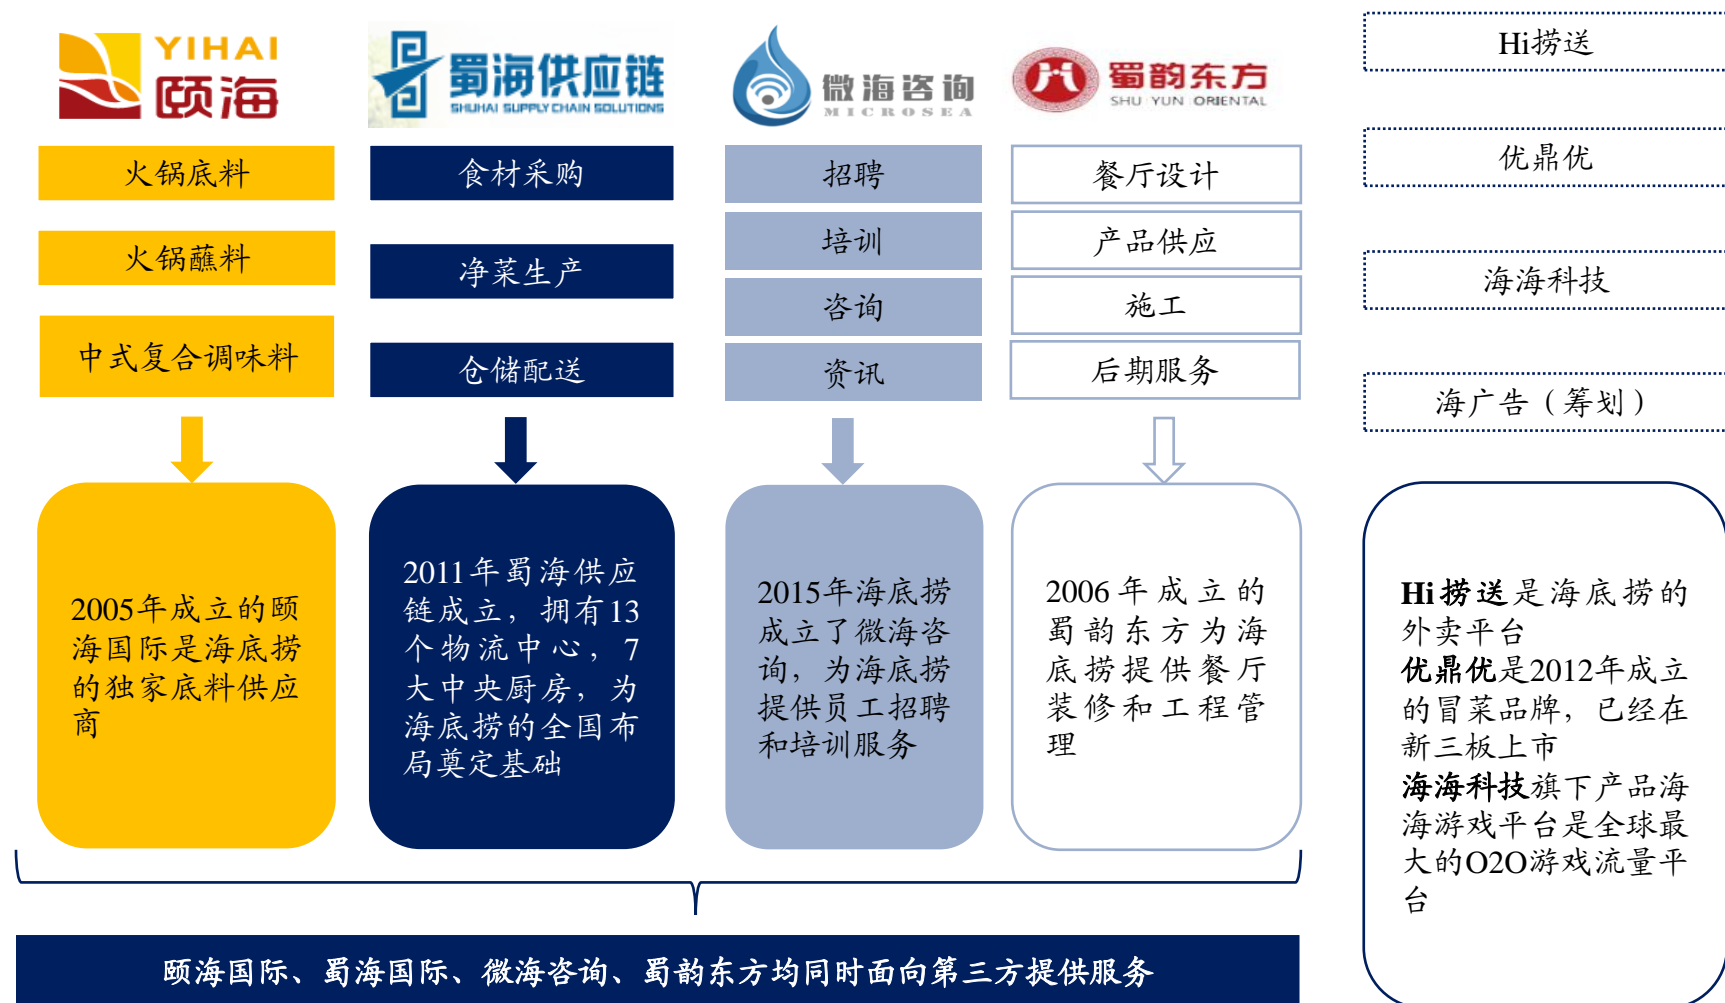 YIHAI
颐海
火锅底料
火锅蘸料
中式复合调味料
2005年成立的颐
海国际是海底捞
的独家底料供应
商
蜀海供应链
SHUHAI SUPPLY CHAIN SOLUTIONS
食材采购
净菜生产
仓储配送
2011年蜀海供应
链成立，拥有13
个物流中心，7
大中央厨房，为
海底捞的全国布
局奠定基础
微海咨询
MICROSEA
招聘
培训
咨询
资讯
2015年海底捞
成立了微海咨
询，为海底捞
提供员工招聘
和培训服务
蜀韵东方
SHU YUN ORIENTAL
餐厅设计
产品供应
施工
后期服务
2006年成立的
蜀韵东方为海
底捞提供餐厅
装修和工程管
理
Hi捞送
优鼎优
海海科技
海广告（筹划）
Hi捞送是海底捞的
外卖平台
优鼎优是2012年成立
的冒菜品牌，已经在
新三板上市
海海科技旗下产品海
海游戏平台是全球最
大的O2O游戏流量平
台
颐海国际、蜀海国际、微海咨询、蜀韵东方均同时面向第三方提供服务